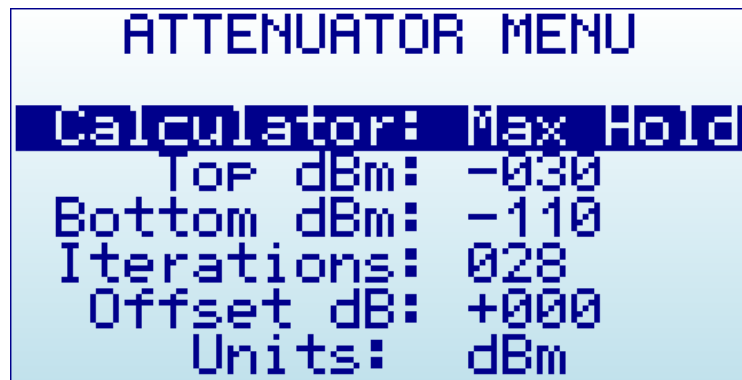 ATTENUATOR MENU
Calculator: Max Hold
Top dBm: -030
Bottom dBm: -110
Iterations: 028
Offset dB: +000
Units: dBm